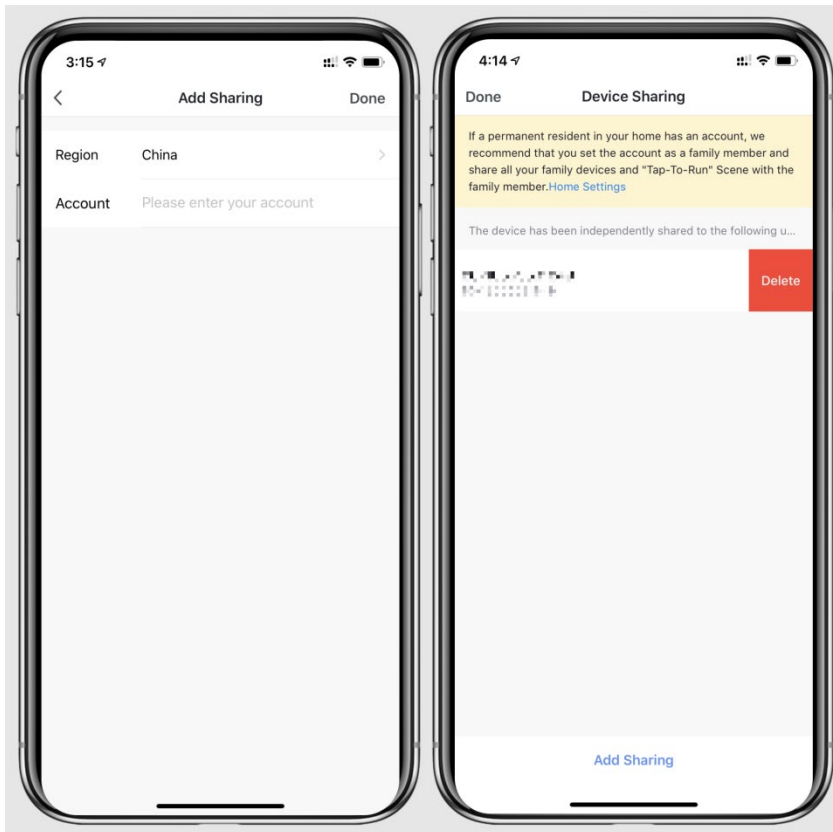 3:15
Add Sharing
Done
Region
China
Account
Please enter your account
4:14
Done
Device Sharing
If a permanent resident in your home has an account, we
recommend that you set the account as a family member and
share all your family devices and "Tap-To-Run" Scene with the
family member.Home Settings
The device has been independently shared to the following u...
Delete
Add Sharing